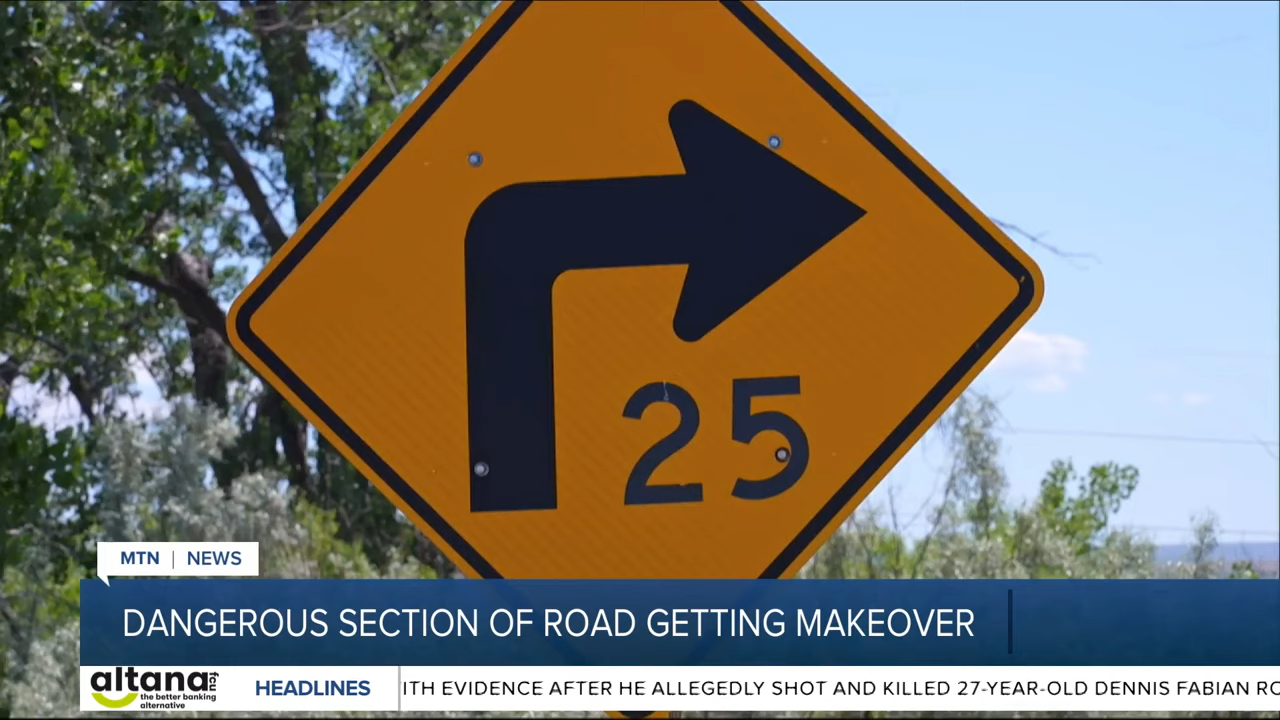 25
MTN | NEWS
DANGEROUS SECTION OF ROAD GETTING MAKEOVER
altana fcu
the better banking
alternative
HEADLINES
ITH EVIDENCE AFTER HE ALLEGEDLY SHOT AND KILLED 27-YEAR-OLD DENNIS FABIAN RO